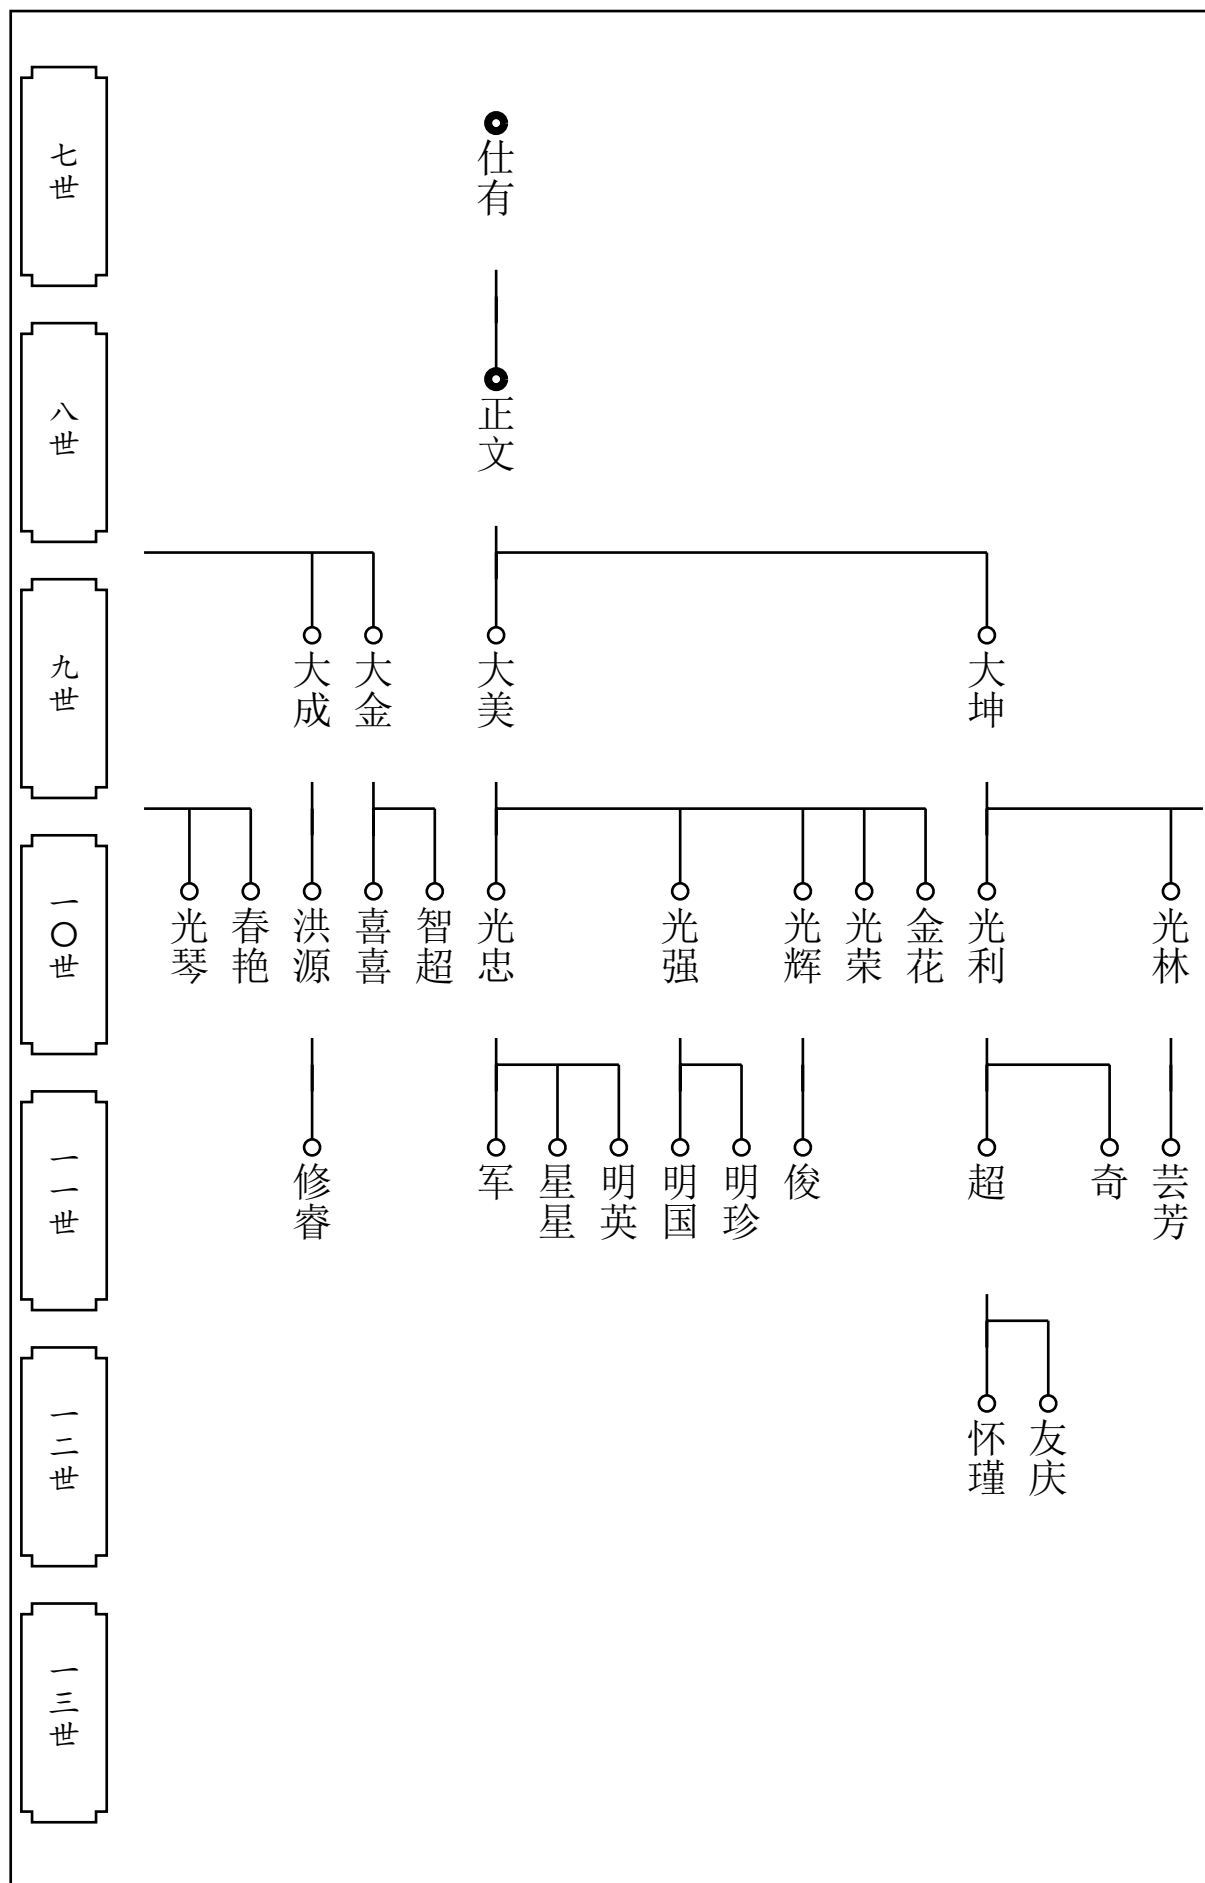 七世
八世
九世
一〇世
一一世
一二世
一三世
仕有
正文
大成
大金
大美
大坤
光琴
春艳
洪源
喜喜
智超
光忠
光强
光辉
光荣
金花
光利
光林
修睿
军
星星
明英
明国
明珍
俊
超
奇
芸芳
怀瑾
友庆